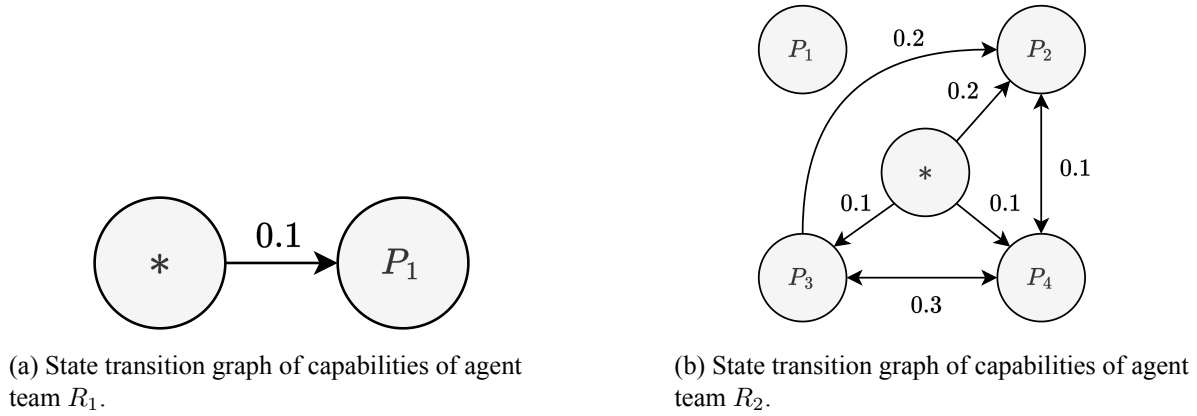 P₁
0.2
P₂
0.2
*
0.1
0.1
0.1
P₃
0.3
P₄
*
0.1
P₁
(a) State transition graph of capabilities of agent
team R₁.
(b) State transition graph of capabilities of agent
team R₂.